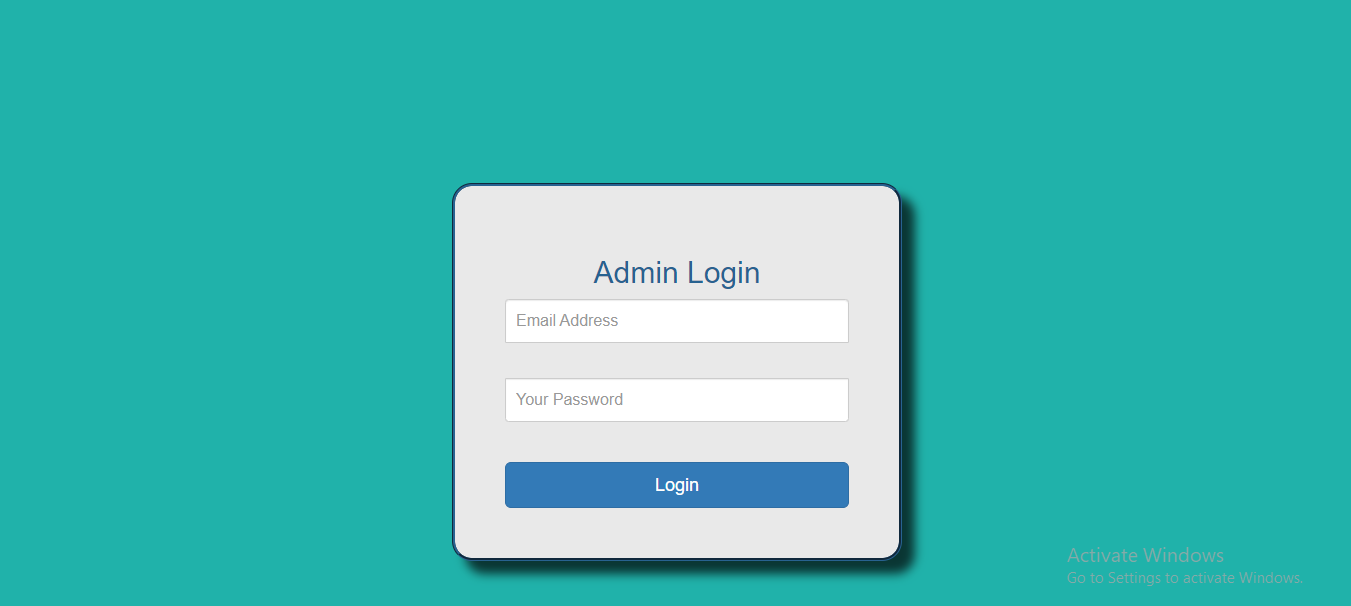 Admin Login
Email Address
Your Password
Login
Activate Windows
Go to Settings to activate Windows.